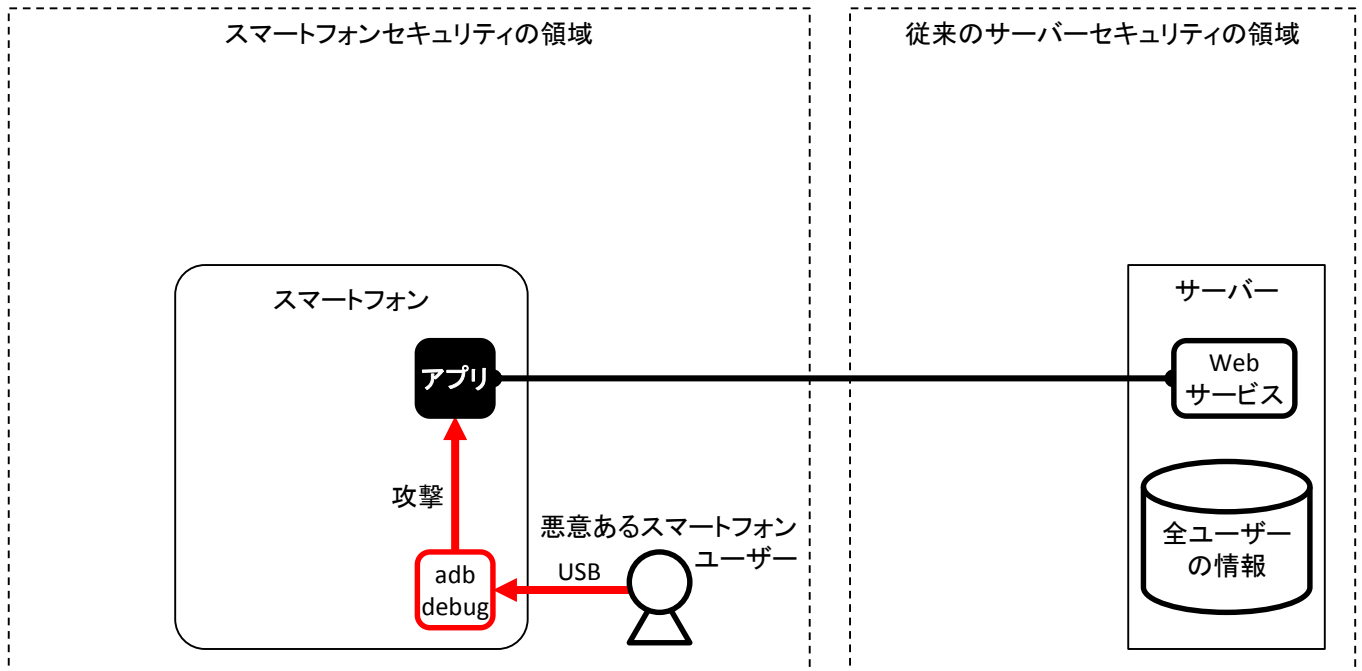 スマートフォンセキュリティの領域
従来のサーバーセキュリティの領域
スマートフォン
サーバー
アプリ
Web
サービス
攻撃
悪意あるスマートフォン
ユーザー
全ユーザー
の情報
adb
debug
USB